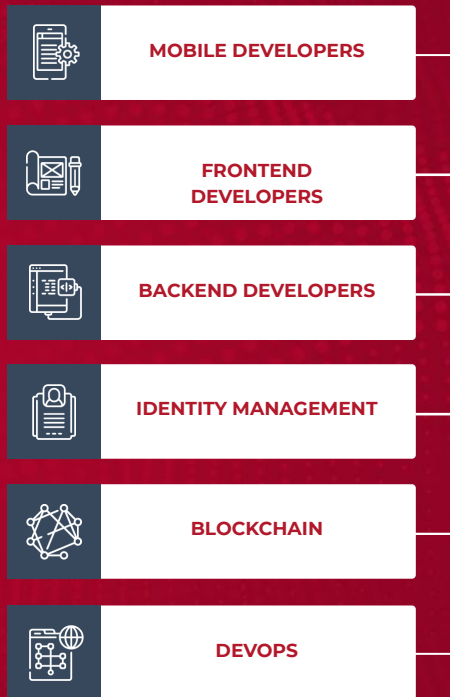 MOBILE DEVELOPERS
FRONTEND
DEVELOPERS
BACKEND DEVELOPERS
IDENTITY MANAGEMENT
BLOCKCHAIN
DEVOPS